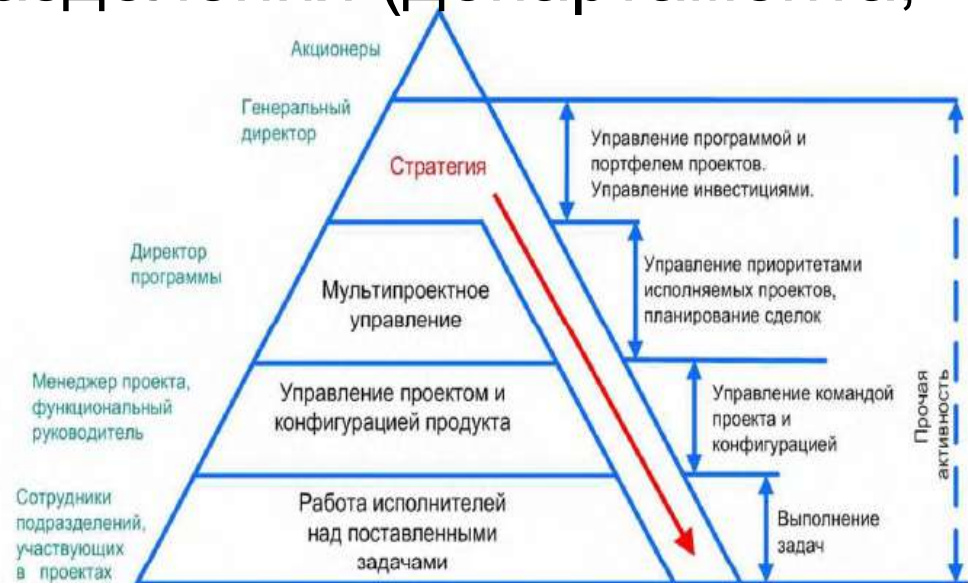 Акционеры
Генеральный
директор
Стратегия
Управление программой и
портфелем проектов.
Управление инвестициями.
Директор
программы
Мультипроектное
управление
Управление приоритетами
исполняемых проектов,
планирование сделок
Менеджер проекта,
функциональный
руководитель
Управление проектом и
конфигурацией продукта
Управление командой
проекта и
конфигурацией
Прочая
активность
Сотрудники
подразделений,
участвующих
в проектах
Работа исполнителей
над поставленными
задачами
Выполнение
задач